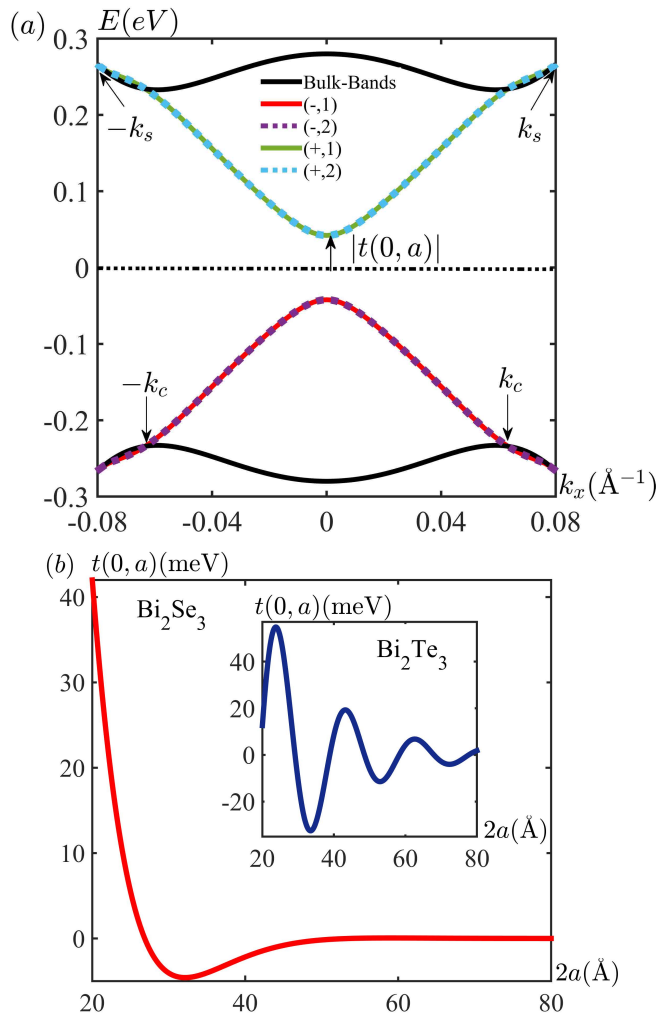 (a) E(eV)
0.3
Bulk-Bands
(-,1)
(-,2)
(+,1)
(+,2)
−k_s
k_s
0.2
0.1
|t(0, a)|
0
-0.1
−k_c
k_c
-0.2
-0.3
k_x(Å⁻¹)
-0.08 -0.04 0 0.04 0.08
(b) t(0, a)(meV)
40
Bi₂Se₃
t(0, a)(meV)
Bi₂Te₃
40
20
0
-20
2a(Å)
20 40 60 80
30
20
10
0
2a(Å)
20 40 60 80